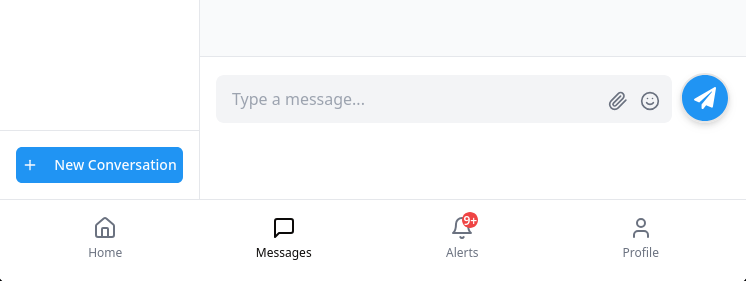 Type a message...
+ New Conversation
9+
Home
Messages
Alerts
Profile